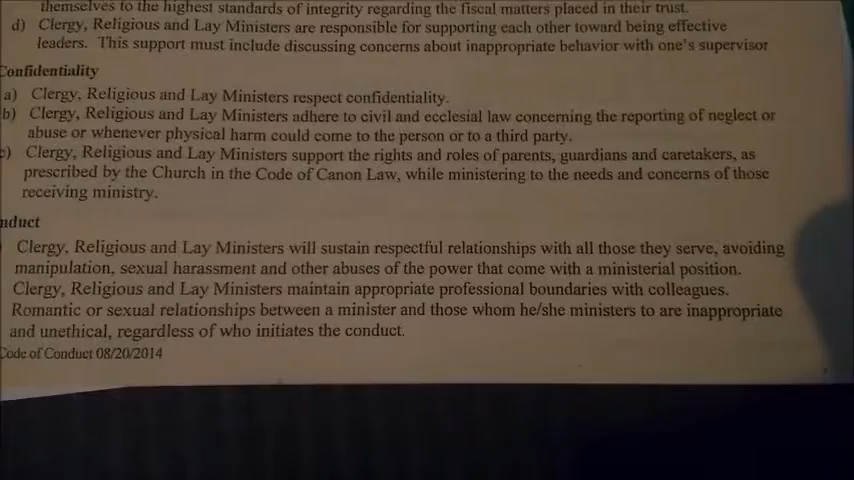 themselves to the highest standards of integrity regarding the fiscal matters placed in their trust.
d) Clergy, Religious and Lay Ministers are responsible for supporting each other toward being effective
leaders. This support must include discussing concerns about inappropriate behavior with one's supervisor
Confidentiality
a) Clergy, Religious and Lay Ministers respect confidentiality.
b) Clergy, Religious and Lay Ministers adhere to civil and ecclesial law concerning the reporting of neglect or
abuse or whenever physical harm could come to the person or to a third party.
c) Clergy, Religious and Lay Ministers support the rights and roles of parents, guardians and caretakers, as
prescribed by the Church in the Code of Canon Law, while ministering to the needs and concerns of those
receiving ministry.
nduct
Clergy, Religious and Lay Ministers will sustain respectful relationships with all those they serve, avoiding
manipulation, sexual harassment and other abuses of the power that come with a ministerial position.
Clergy, Religious and Lay Ministers maintain appropriate professional boundaries with colleagues.
Romantic or sexual relationships between a minister and those whom he/she ministers to are inappropriate
and unethical, regardless of who initiates the conduct.
Code of Conduct 08/20/2014